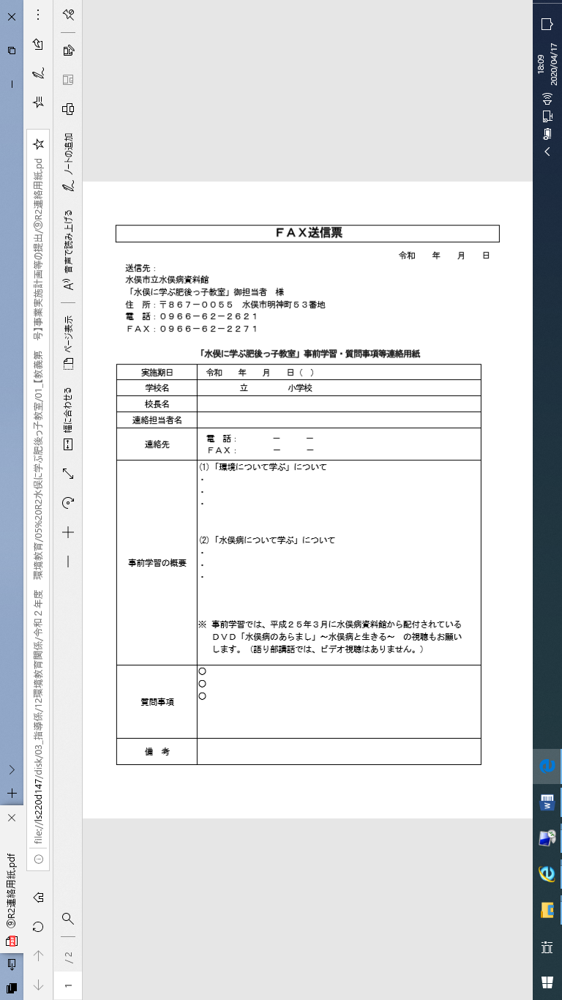 ⑨R2連絡用紙.pdf
file://ls220d147/disk/03_指導係/12環境教育関係/令和２年度　環境教育/05%20R2水俣に学ぶ肥後っ子教室/01_【教義第　号】事業実施計画等の提出/⑨R2連絡用紙.pd
1 / 2
幅に合わせる
ページ表示
音声で読み上げる
ノートの追加
ＦＡＸ送信票
令和　　年　　月　　日
送信先：
水俣市立水俣病資料館
「水俣に学ぶ肥後っ子教室」御担当者　様
住　所：〒８６７－００５５　水俣市明神町５３番地
電　話：０９６６－６２－２６２１
ＦＡＸ：０９６６－６２－２２７１
「水俣に学ぶ肥後っ子教室」事前学習・質問事項等連絡用紙
実施期日　令和　　年　　月　　日（　）
学校名　　　　立　　　　小学校
校長名
連絡担当者名
連絡先
電　話：　　　　－　　　－
ＦＡＸ：　　　　－　　　－
事前学習の概要
(1)「環境について学ぶ」について
・
・
・
(2)「水俣病について学ぶ」について
・
・
・
※ 事前学習では、平成２５年３月に水俣病資料館から配付されている
ＤＶＤ「水俣病のあらまし」～水俣病と生きる～　の視聴もお願い
します。（語り部講話では、ビデオ視聴はありません。）
質問事項
○
○
○
備　考
18:09
2020/04/17